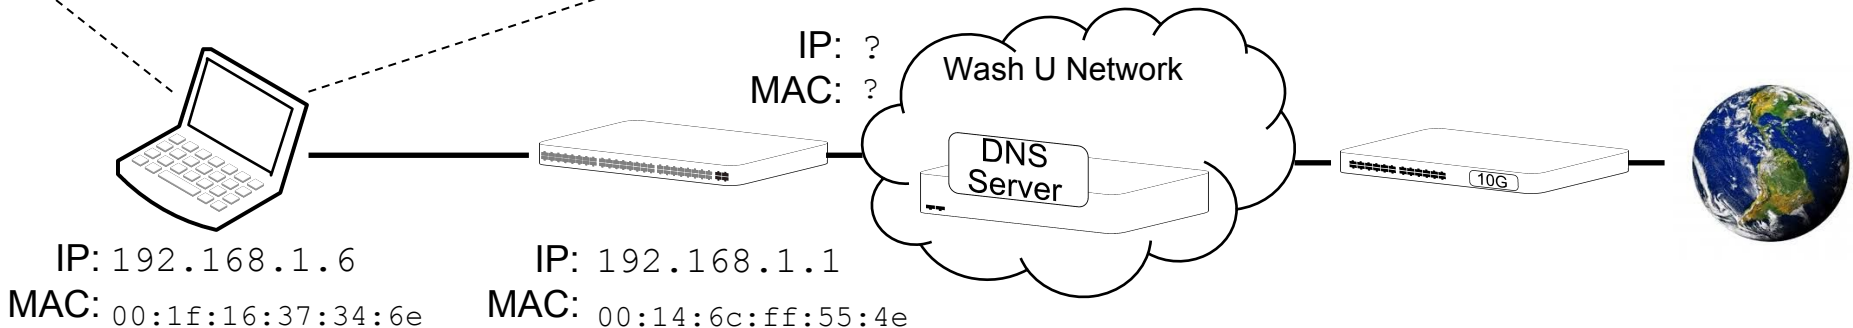 IP: ?
MAC: ?
Wash U Network
DNS
Server
10G
IP: 192.168.1.6
MAC: 00:1f:16:37:34:6e
IP: 192.168.1.1
MAC: 00:14:6c:ff:55:4e